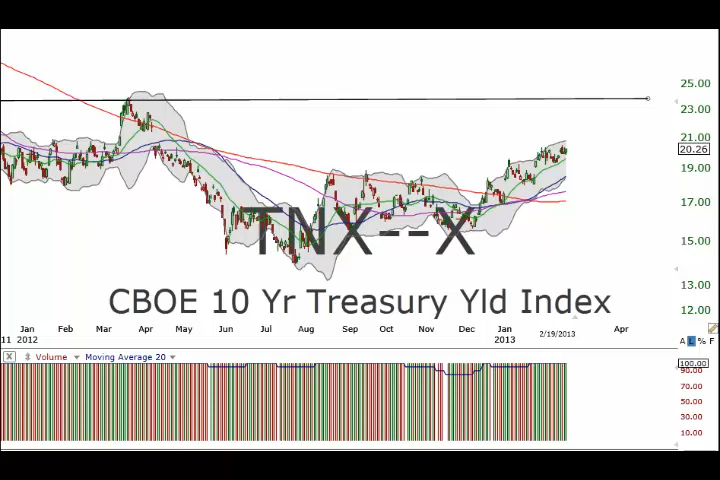 25.00
23.00
21.00
20.26
19.00
17.00
15.00
13.00
12.00
TNX--X
CBOE 10 Yr Treasury Yld Index
11 Jan Feb Mar Apr May Jun Jul Aug Sep Oct Nov Dec Jan Apr
2012 2013 2/19/2013
A L % F
X Volume Moving Average 20
100.00
90.00
70.00
50.00
30.00
10.00